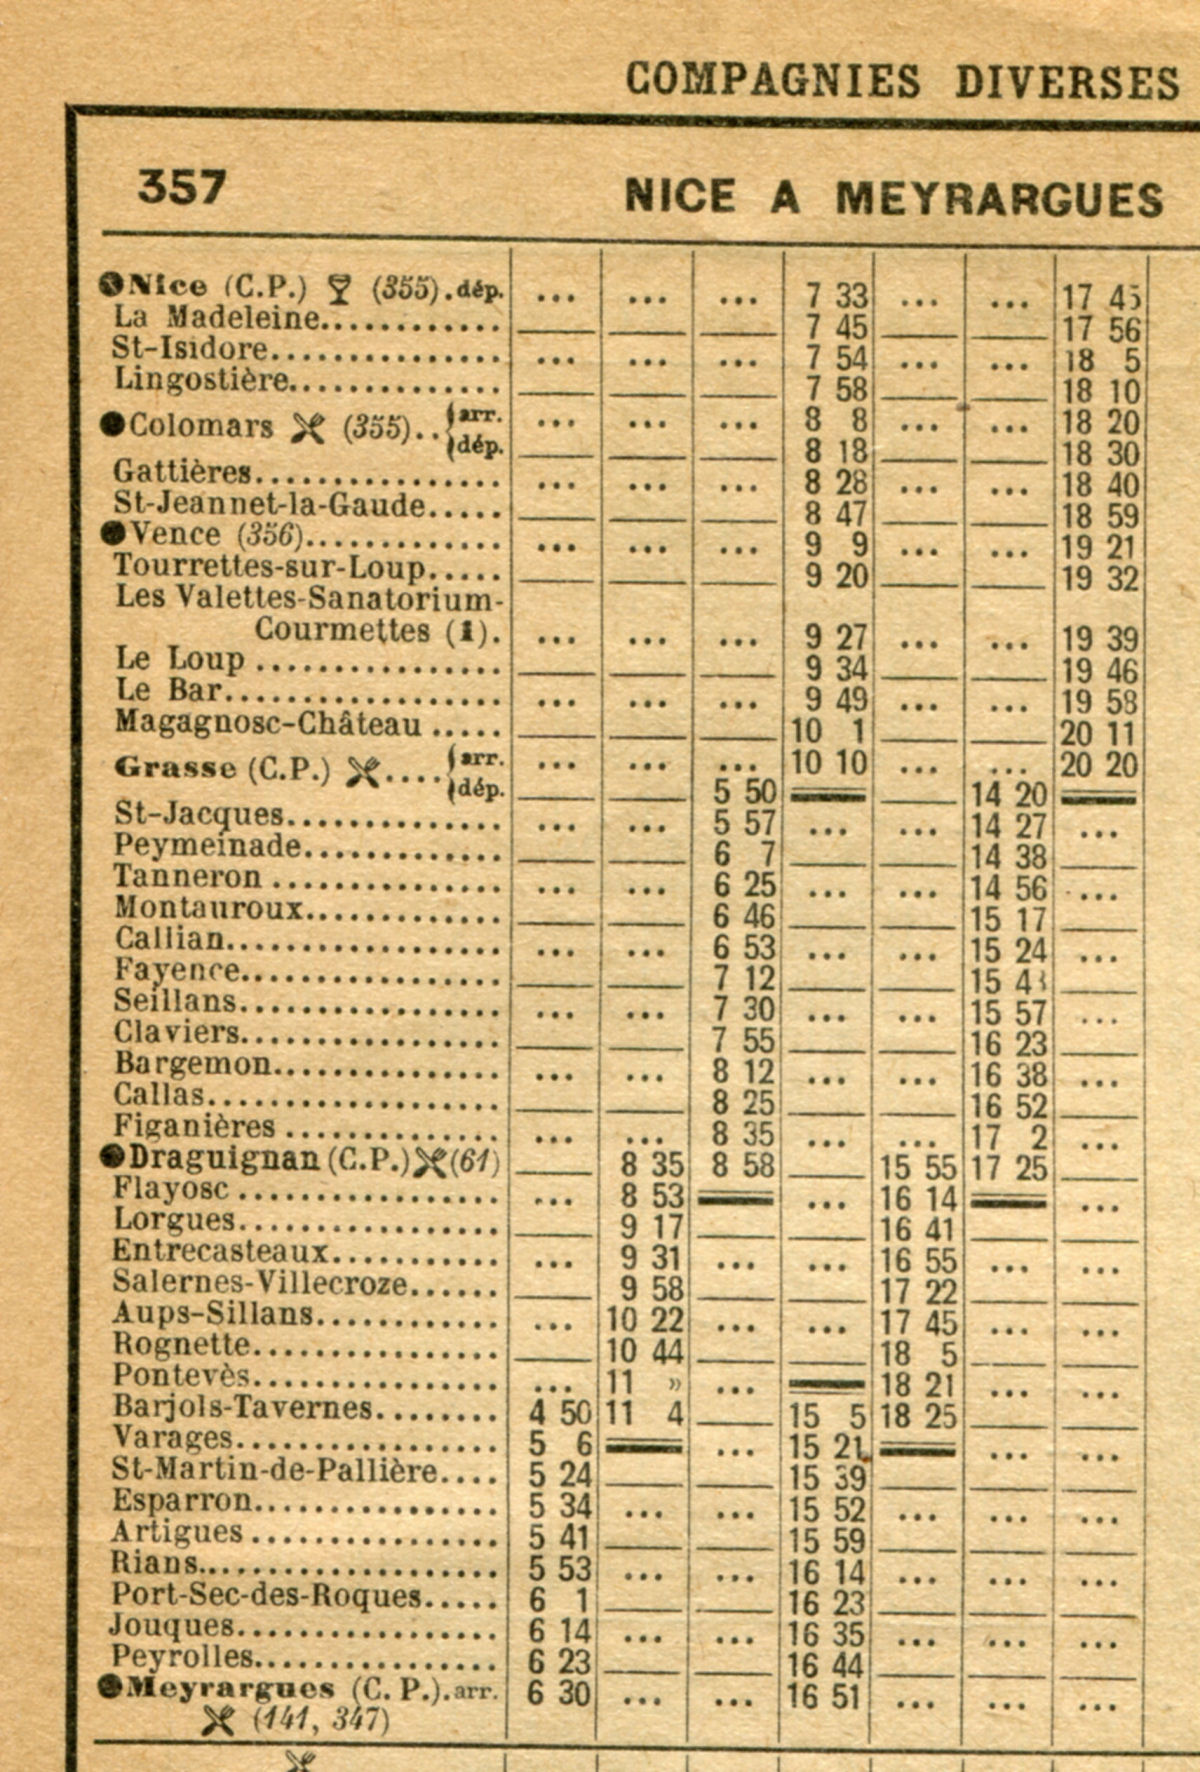 COMPAGNIES DIVERSES
357 NICE A MEYRARGUES
●Nice (C.P.) (355).dép. ... ... ... 7 33 ... ... 17 45
La Madeleine............ 7 45 17 56
St-Isidore............... ... ... ... 7 54 ... ... 18 5
Lingostière.............. 7 58 18 10
●Colomars (355)..{arr. ... ... ... 8 8 ... ... 18 20
dép. 8 18 18 30
Gattières................ ... ... ... 8 28 ... ... 18 40
St-Jeannet-la-Gaude..... 8 47 18 59
●Vence (356)............. ... ... ... 9 9 ... ... 19 21
Tourrettes-sur-Loup..... 9 20 19 32
Les Valettes-Sanatorium-
Courmettes (1). ... ... ... 9 27 ... ... 19 39
Le Loup ................ 9 34 19 46
Le Bar.................. ... ... ... 9 49 ... ... 19 58
Magagnosc-Château ..... 10 1 20 11
Grasse (C.P.) ....{arr. ... ... ... 10 10 ... ... 20 20
dép. 5 50 14 20
St-Jacques.............. ... ... 5 57 ... ... 14 27 ...
Peymeinade............. 6 7 14 38
Tanneron ............... ... ... 6 25 ... ... 14 56 ...
Montauroux............. 6 46 15 17
Callian................. ... ... 6 53 ... ... 15 24 ...
Fayence................. 7 12 15
Seillans................. ... ... 7 30 ... ... 15 57 ...
Claviers................. 7 55 16 23
Bargemon............... ... ... 8 12 ... ... 16 38 ...
Callas................... 8 25 16 52
Figanières .............. ... ... 8 35 ... ... 17 2 ...
●Draguignan (C.P.) (61) 8 35 8 58 15 55 17 25
Flayosc ................. ... 8 53 ... 16 14 ...
Lorgues................. 9 17 16 41
Entrecasteaux........... ... 9 31 ... ... 16 55 ... ...
Salernes-Villecroze...... 9 58 17 22
Aups-Sillans............ ... 10 22 ... ... 17 45 ... ...
Rognette................ 10 44 18 5
Pontevès................ ... 11 » ... 18 21 ... ...
Barjols-Tavernes........ 4 50 11 4 15 5 18 25
Varages................. 5 6 ... 15 21 ... ...
St-Martin-de-Pallière.... 5 24 15 39
Esparron................ 5 34 ... ... 15 52 ... ... ...
Artigues ................ 5 41 15 59
Rians................... 5 53 ... ... 16 14 ... ... ...
Port-Sec-des-Roques..... 6 1 16 23
Jouques................. 6 14 ... ... 16 35 ... ... ...
Peyrolles................ 6 23 16 44
●Meyrargues (C. P.).arr. 6 30 ... ... 16 51 ... ... ...
(141, 347)